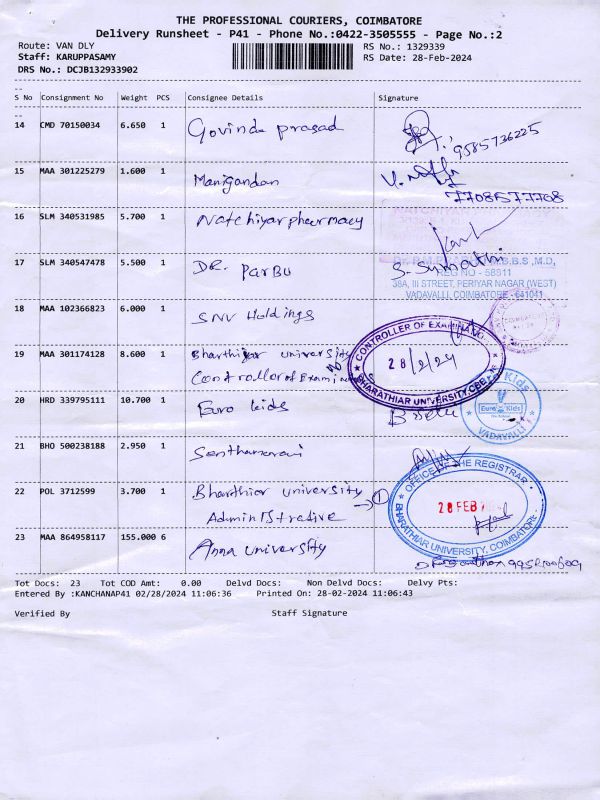 THE PROFESSIONAL COURIERS, COIMBATORE
Delivery Runsheet - P41 - Phone No.:0422-3505555 - Page No.:2
Route: VAN DLY
RS No.: 1329339
Staff: KARUPPASAMY
RS Date: 28-Feb-2024
DRS No.: DCJB132933902
S No Consignment No Weight PCS Consignee Details Signature
14 CMD 70150034 6.650 1 Govinda prasad
9585736225
15 MAA 301225279 1.600 1 Manigandan
7708577708
16 SLM 340531985 5.700 1 Natchiyar pharmacy
17 SLM 340547478 5.500 1 DR. Parbu S. Sumathi
M.B.B.S.,M.D,
REG NO - 58811
38A, III STREET, PERIYAR NAGAR (WEST)
VADAVALLI, COIMBATORE - 641041
18 MAA 102366823 6.000 1 SNV Holdings
19 MAA 301174128 8.600 1 Bharthiyar university
Controller of Examin
CONTROLLER OF EXAMINATIONS
28/2/24
BHARATHIAR UNIVERSITY, CBE
20 HRD 339795111 10.700 1 Euro kids
Euro Kids
VADAVALLI
21 BHO 500238188 2.950 1
22 POL 3712599 3.700 1 Bharathiar university → 1
Administrative
OFFICE OF THE REGISTRAR
28 FEB
BHARATHIAR UNIVERSITY, COIMBATORE
23 MAA 864958117 155.000 6 Anna university
Tot Docs: 23 Tot COD Amt: 0.00 Delvd Docs: Non Delvd Docs: Delvy Pts:
Entered By :KANCHANAP41 02/28/2024 11:06:36 Printed On: 28-02-2024 11:06:43
Verified By Staff Signature